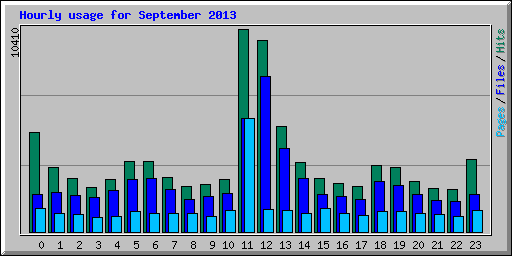 Hourly usage for September 2013
10410
Pages/Files/Hits
0 1 2 3 4 5 6 7 8 9 10 11 12 13 14 15 16 17 18 19 20 21 22 23